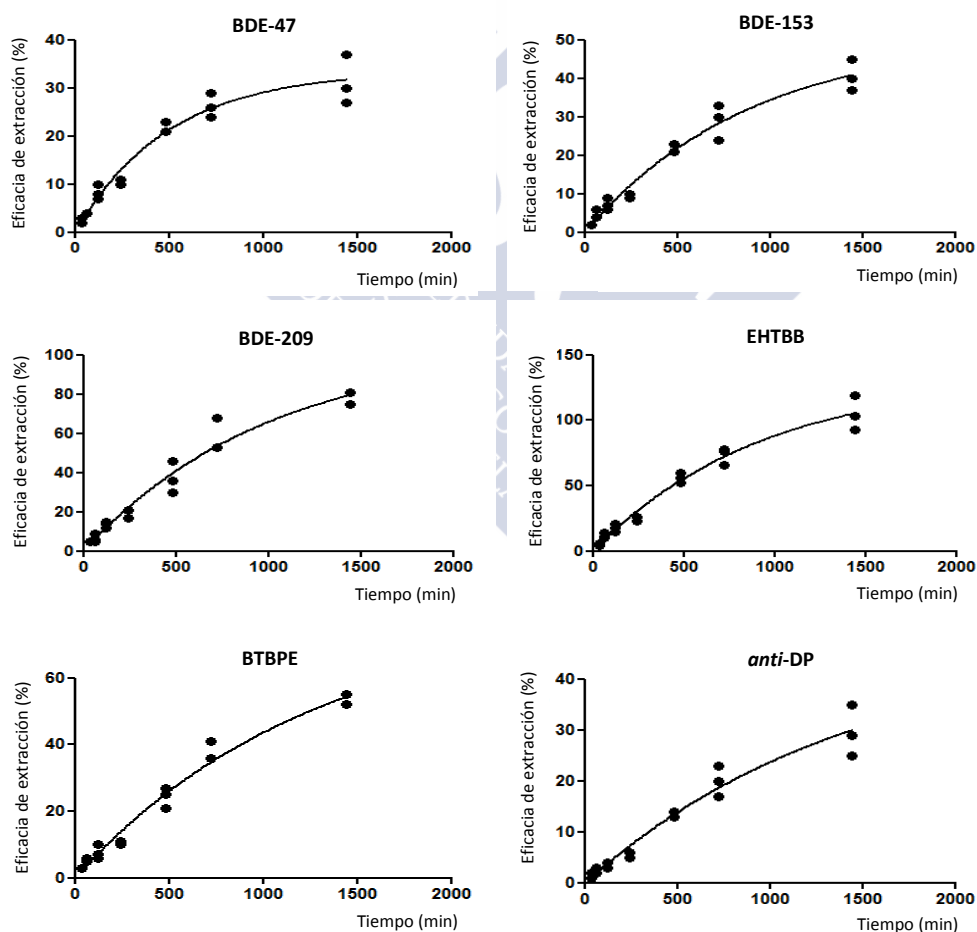 BDE-47
Eficacia de extracción (%)
40
30
20
10
0
0 500 1000 1500 2000
Tiempo (min)
BDE-153
Eficacia de extracción (%)
50
40
30
20
10
0
0 500 1000 1500 2000
Tiempo (min)
BDE-209
Eficacia de extracción (%)
100
80
60
40
20
0
0 500 1000 1500 2000
Tiempo (min)
EHTBB
Eficacia de extracción (%)
150
100
50
0
0 500 1000 1500 2000
Tiempo (min)
BTBPE
Eficacia de extracción (%)
60
40
20
0
0 500 1000 1500 2000
Tiempo (min)
anti-DP
Eficacia de extracción (%)
40
30
20
10
0
0 500 1000 1500 2000
Tiempo (min)